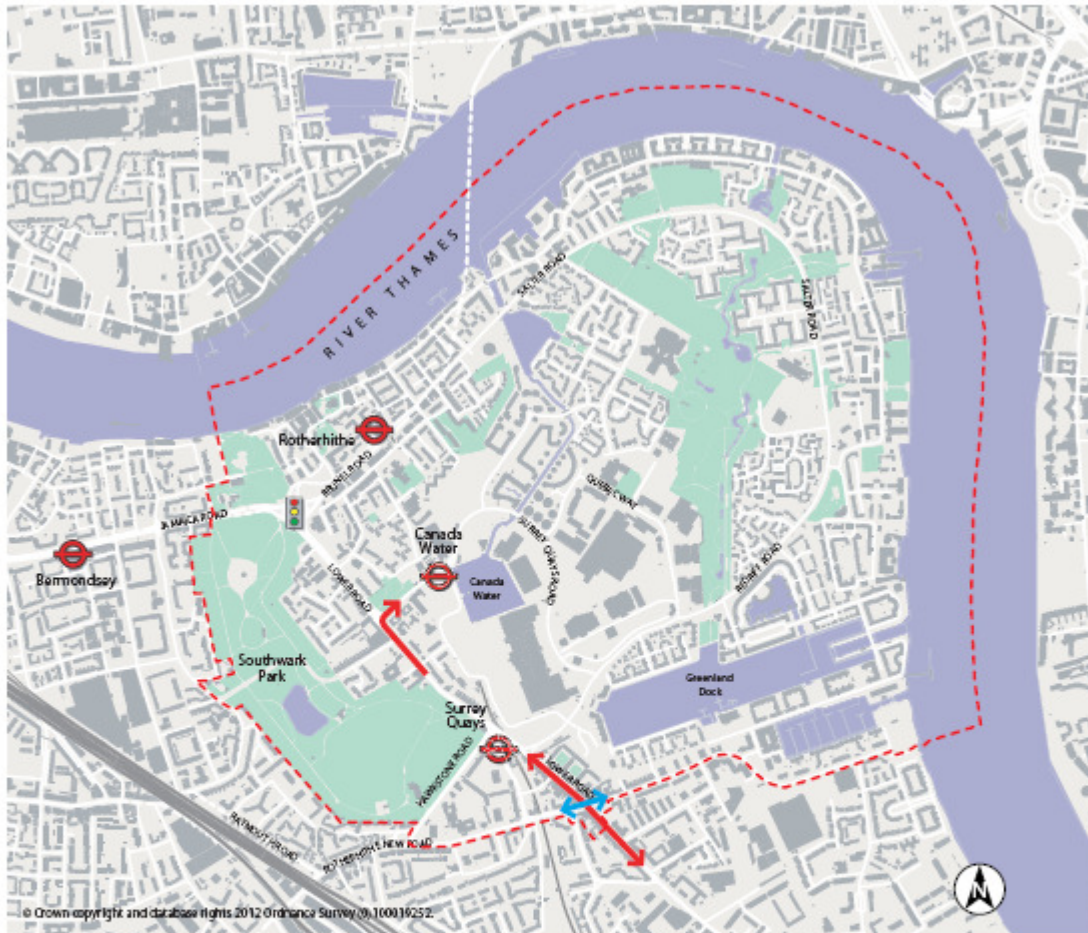 RIVER THAMES
SALTER ROAD
SALTER ROAD
Rotherhithe
BRUNEL ROAD
JAMAICA ROAD
Bermondsey
QUEBEC WAY
Canada
Water
SURREY QUAYS ROAD
LOWER ROAD
Canada
Water
REDRIFF ROAD
Southwark
Park
Greenland
Dock
Surrey
Quays
HAWKSTONE ROAD
LOWER ROAD
RAYMOUTH ROAD
ROTHERHITHE NEW ROAD
N
© Crown copyright and database rights 2012 Ordnance Survey (0) 100019252.